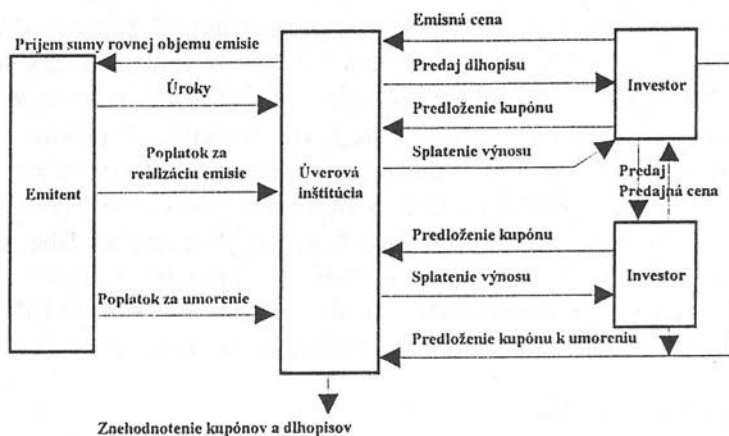 Emisná cena
Príjem sumy rovnej objemu emisie
Predaj dlhopisu
Investor
Úroky
Predloženie kupónu
Poplatok za
realizáciu emisie
Splatenie výnosu
Úverová
inštitúcia
Emitent
Predaj
Predajná cena
Predloženie kupónu
Splatenie výnosu
Investor
Poplatok za umorenie
Predloženie kupónu k umoreniu
Znehodnotenie kupónov a dlhopisov